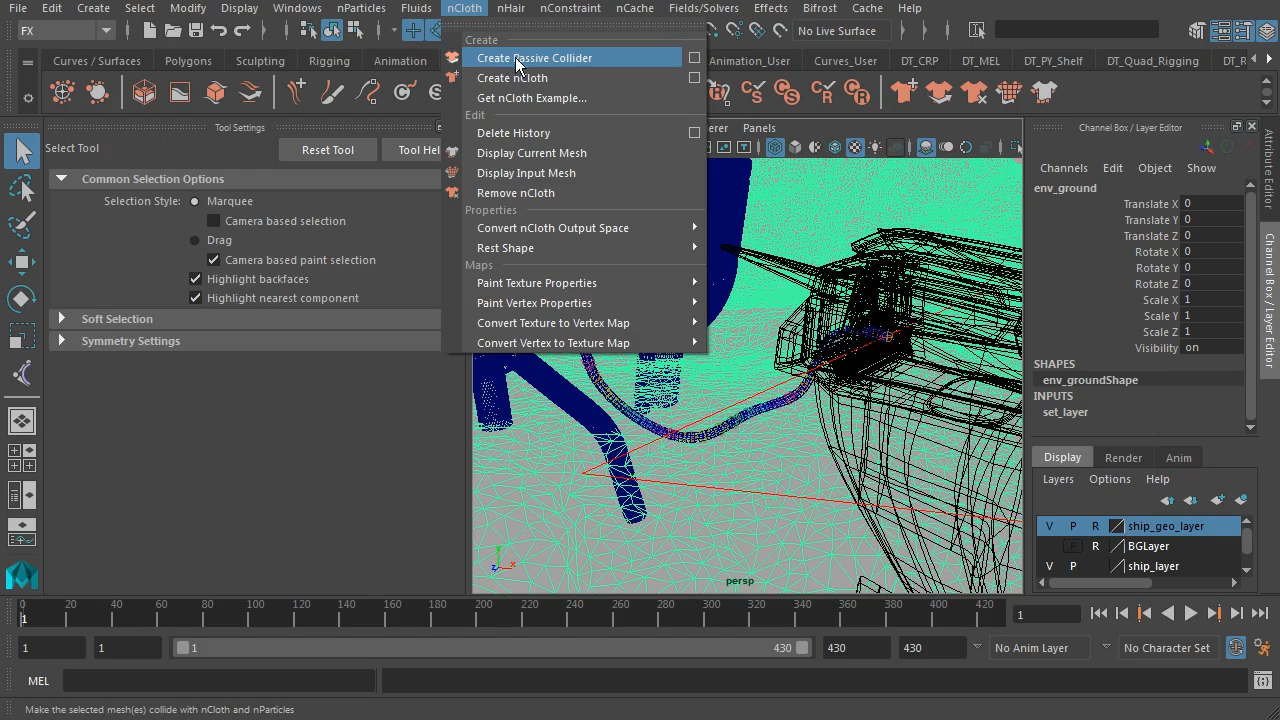 File Edit Create Select Modify Display Windows nParticles Fluids nCloth nHair nConstraint nCache Fields/Solvers Effects Bifrost Cache Help
FX No Live Surface
Curves / Surfaces Polygons Sculpting Rigging Animation Animation_User Curves_User DT_CRP DT_MEL DT_PY_Shelf DT_Quad_Rigging DT_R
Create
Create Passive Collider
Create nCloth
Get nCloth Example...
Edit
Delete History
Display Current Mesh
Display Input Mesh
Remove nCloth
Properties
Convert nCloth Output Space
Rest Shape
Maps
Paint Texture Properties
Paint Vertex Properties
Convert Texture to Vertex Map
Convert Vertex to Texture Map
Tool Settings
Select Tool
Reset Tool Tool Hel
Common Selection Options
Selection Style: Marquee
Camera based selection
Drag
Camera based paint selection
Highlight backfaces
Highlight nearest component
Soft Selection
Symmetry Settings
erer Panels
persp
Channel Box / Layer Editor
Channels Edit Object Show
env_ground
Translate X 0
Translate Y 0
Translate Z 0
Rotate X 0
Rotate Y 0
Rotate Z 0
Scale X 1
Scale Y 1
Scale Z 1
Visibility on
SHAPES
env_groundShape
INPUTS
set_layer
Display Render Anim
Layers Options Help
V P R ship_geo_layer
P R BGLayer
V P ship_layer
Attribute Editor
Channel Box / Layer Editor
0 20 40 60 80 100 120 140 160 180 200 220 240 260 280 300 320 340 360 380 400 420
1 1
1 1 1 430 430 430 No Anim Layer No Character Set
MEL
Make the selected mesh(es) collide with nCloth and nParticles